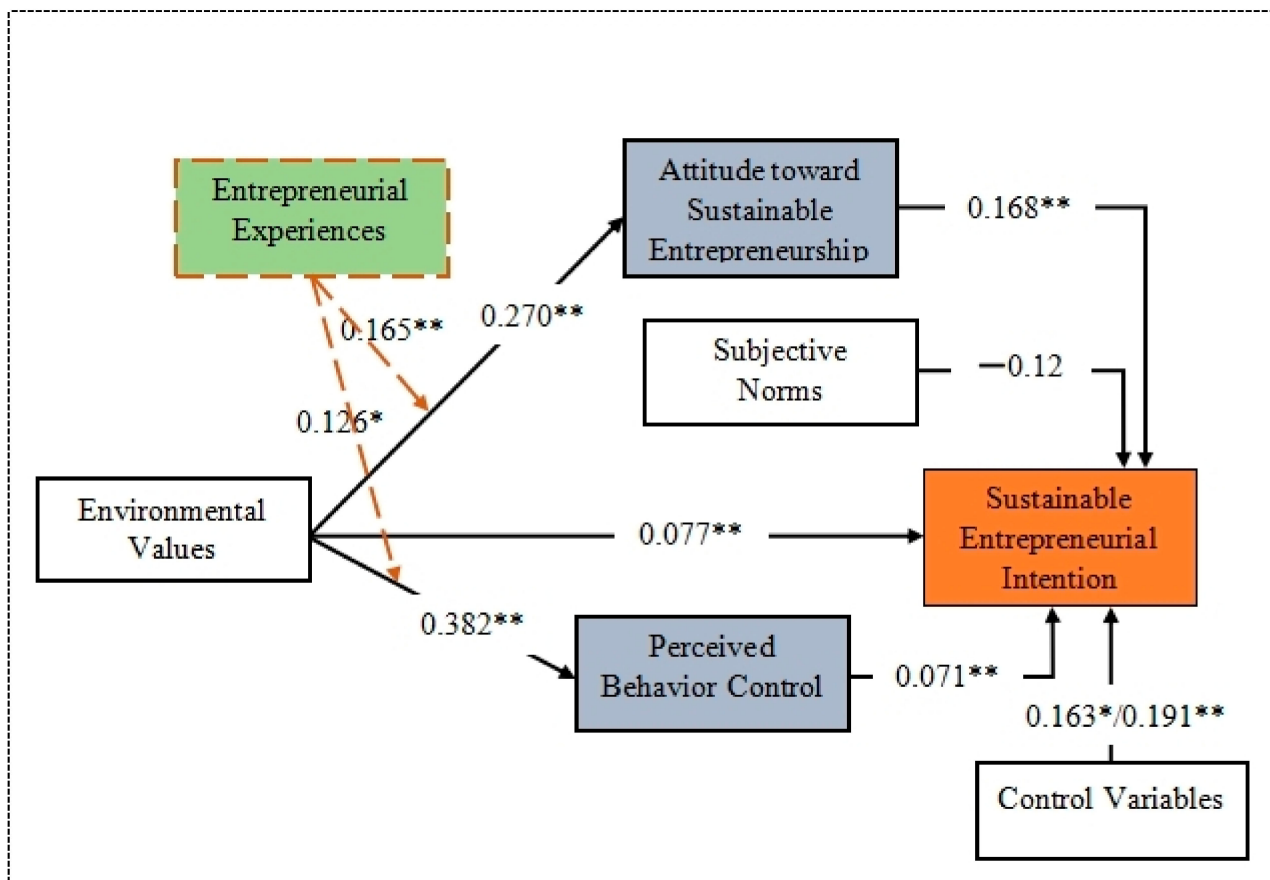 Entrepreneurial
Experiences
Attitude toward
Sustainable
Entrepreneurship
0.168**
0.165**
0.270**
Subjective
Norms
−0.12
0.126*
Environmental
Values
0.077**
Sustainable
Entrepreneurial
Intention
0.382**
Perceived
Behavior Control
0.071**
0.163*/0.191**
Control Variables